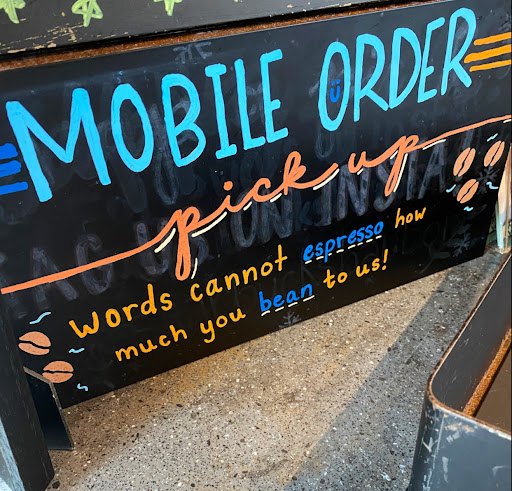 MOBILE ORDER
pick up
words cannot espresso how
much you bean to us!